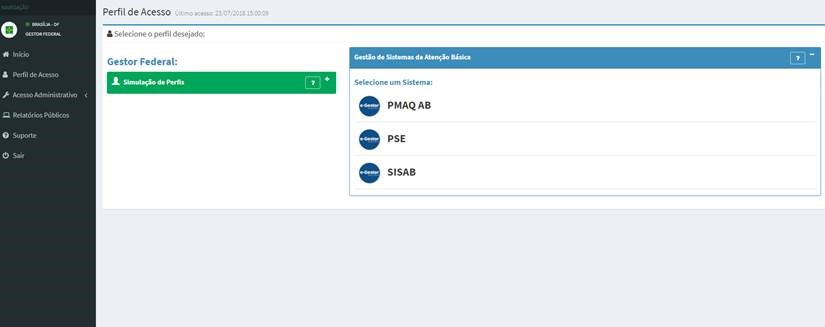 NAVEGAÇÃO
BRASÍLIA - DF
GESTOR FEDERAL
Início
Perfil de Acesso
Acesso Administrativo
Relatórios Públicos
Suporte
Sair
Perfil de Acesso Último acesso: 23/07/2018 15:00:09
Selecione o perfil desejado:
Gestor Federal:
Simulação de Perfis ? +
Gestão de Sistemas da Atenção Básica ? −
Selecione um Sistema:
e-Gestor PMAQ AB
e-Gestor PSE
e-Gestor SISAB